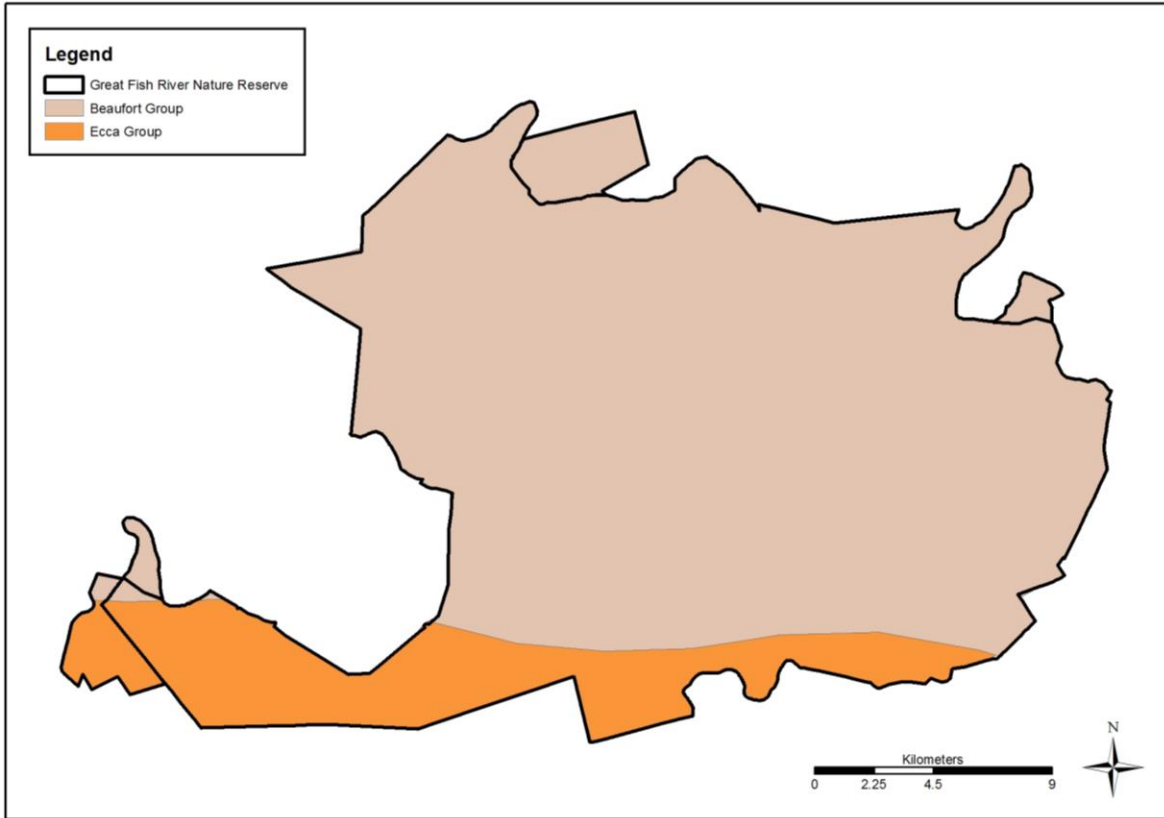 Legend
Great Fish River Nature Reserve
Beaufort Group
Ecca Group
N
Kilometers
0 2.25 4.5 9